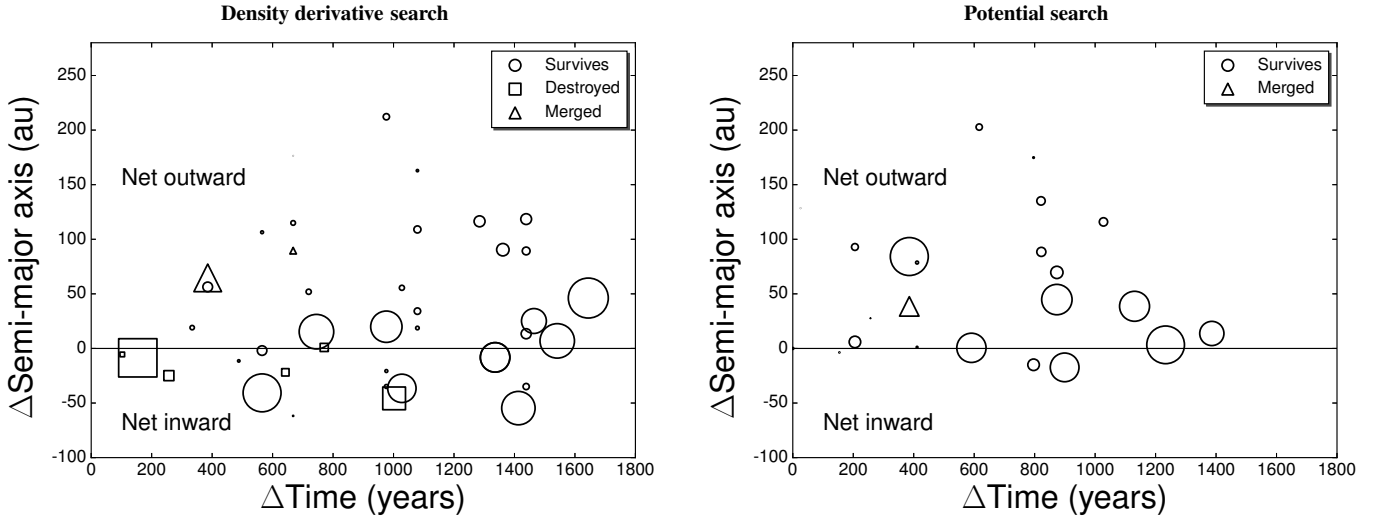 Density derivative search
Potential search
ΔSemi-major axis (au)
250
200
150
100
50
0
-50
-100
Survives
Destroyed
Merged
Net outward
Net inward
0 200 400 600 800 1000 1200 1400 1600 1800
ΔTime (years)
ΔSemi-major axis (au)
250
200
150
100
50
0
-50
-100
Survives
Merged
Net outward
Net inward
0 200 400 600 800 1000 1200 1400 1600 1800
ΔTime (years)